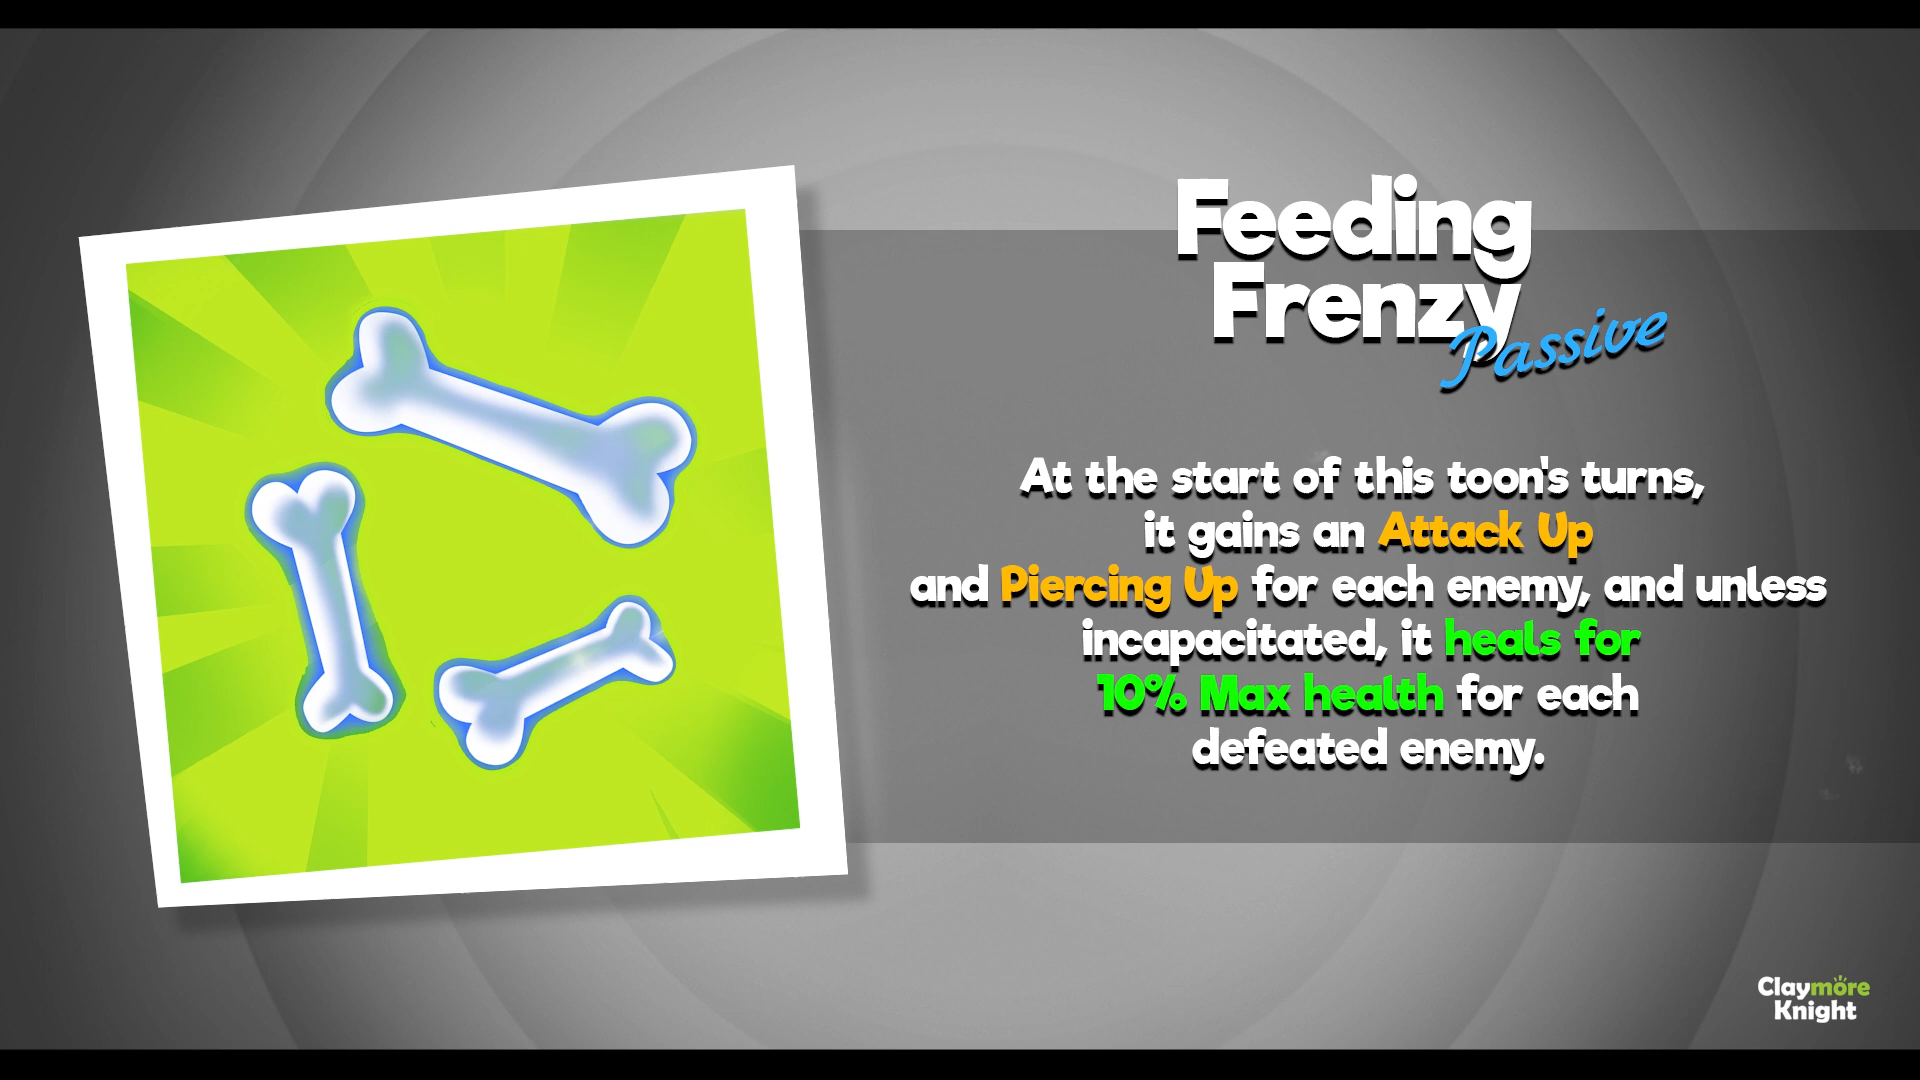 Feeding
Frenzy
Passive
At the start of this toon's turns,
it gains an Attack Up
and Piercing Up for each enemy, and unless
incapacitated, it heals for
10% Max health for each
defeated enemy.
Claymore
Knight